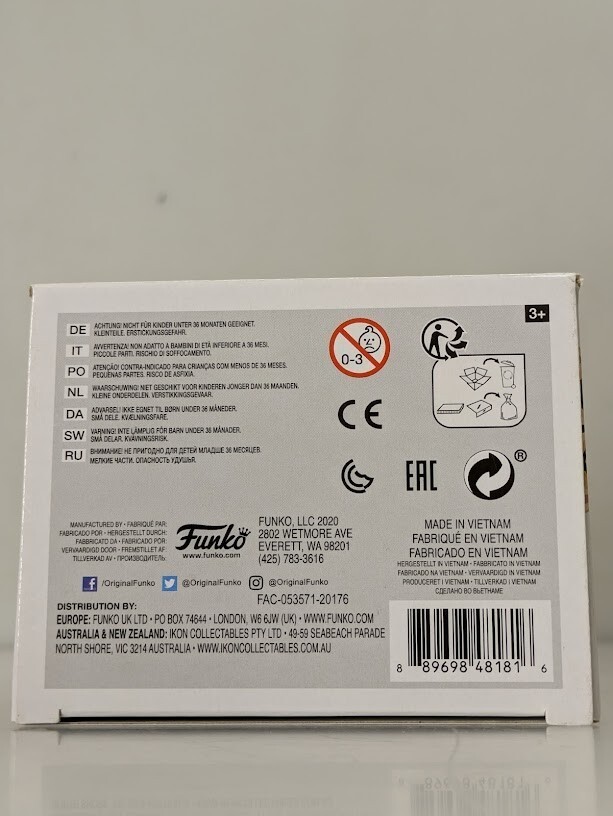 3+
DE ACHTUNG! NICHT FÜR KINDER UNTER 36 MONATEN GEEIGNET.
KLEINTEILE. ERSTICKUNGSGEFAHR.
IT AVVERTENZA! NON ADATTO A BAMBINI DI ETÀ INFERIORE A 36 MESI.
PICCOLE PARTI. RISCHIO DI SOFFOCAMENTO.
PO ATENÇÃO! CONTRA-INDICADO PARA CRIANÇAS COM MENOS DE 36 MESES.
PEQUENAS PARTES. RISCO DE ASFIXIA
NL WAARSCHUWING! NIET GESCHIKT VOOR KINDEREN JONGER DAN 36 MAANDEN.
KLEINE ONDERDELEN. VERSTIKKINGSGEVAAR.
DA ADVARSEL! IKKE EGNET TIL BØRN UNDER 36 MÅNEDER.
SMÅ DELE. KVÆLNINGSFARE.
SW VARNING! INTE LÄMPLIG FÖR BARN UNDER 36 MÅNADER.
SMÅ DELAR. KVÄVNINGSRISK.
RU ВНИМАНИЕ! НЕ ПРИГОДНО ДЛЯ ДЕТЕЙ МЛАДШЕ 36 МЕСЯЦЕВ.
МЕЛКИЕ ЧАСТИ. ОПАСНОСТЬ УДУШЬЯ.
0-3
CE
EAC
®
MANUFACTURED BY • FABRIQUÉ PAR:
FABRICADO POR • HERGESTELLT DURCH:
FABBRICATO DA • FABRICADO POR:
VERVAARDIGD DOOR • FREMSTILLET AF
TILLVERKAD AV • ПРОИЗВОДИТЕЛЬ:
Funko
www.funko.com
FUNKO, LLC 2020
2802 WETMORE AVE
EVERETT, WA 98201
(425) 783-3616
MADE IN VIETNAM
FABRIQUÉ EN VIETNAM
FABRICADO EN VIETNAM
HERGESTELLT IN VIETNAM • FABBRICATO IN VIETNAM
FABRICADO NA VIETNAM • VERVAARDIGD IN VIETNAM
PRODUCERET I VIETNAM • TILLVERKAD I VIETNAM
СДЕЛАНО ВО ВЬЕТНАМЕ
/OriginalFunko @OriginalFunko @OriginalFunko
FAC-053571-20176
DISTRIBUTION BY:
EUROPE: FUNKO UK LTD • PO BOX 74644 • LONDON, W6 6JW (UK) • WWW.FUNKO.COM
AUSTRALIA & NEW ZEALAND: IKON COLLECTABLES PTY LTD • 49-59 SEABEACH PARADE
NORTH SHORE, VIC 3214 AUSTRALIA • WWW.IKONCOLLECTABLES.COM.AU
8 89698 48181 6